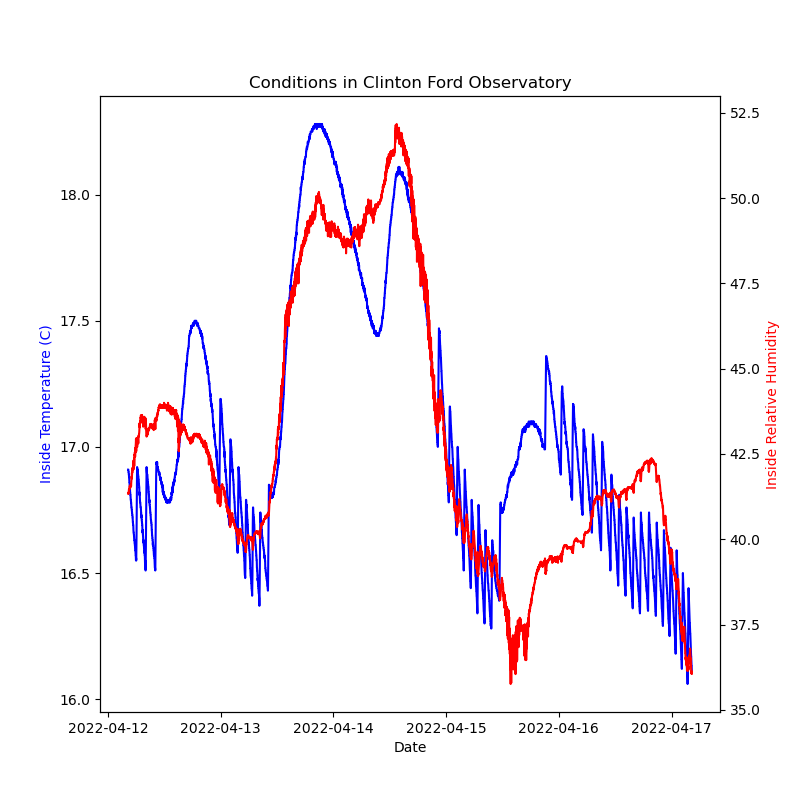 Conditions in Clinton Ford Observatory
Inside Temperature (C)
18.0
17.5
17.0
16.5
16.0
52.5
50.0
47.5
45.0
42.5
40.0
37.5
35.0
Inside Relative Humidity
2022-04-12 2022-04-13 2022-04-14 2022-04-15 2022-04-16 2022-04-17
Date